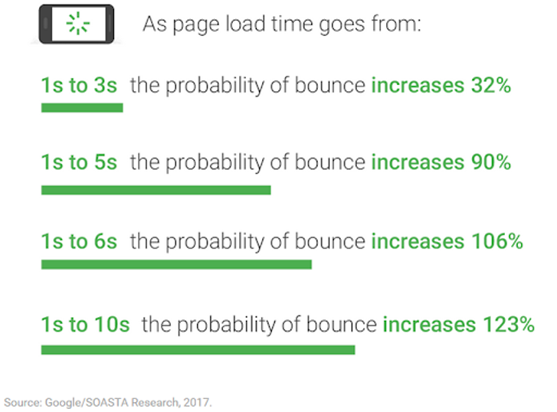 As page load time goes from:
1s to 3s the probability of bounce increases 32%
1s to 5s the probability of bounce increases 90%
1s to 6s the probability of bounce increases 106%
1s to 10s the probability of bounce increases 123%
Source: Google/SOASTA Research, 2017.